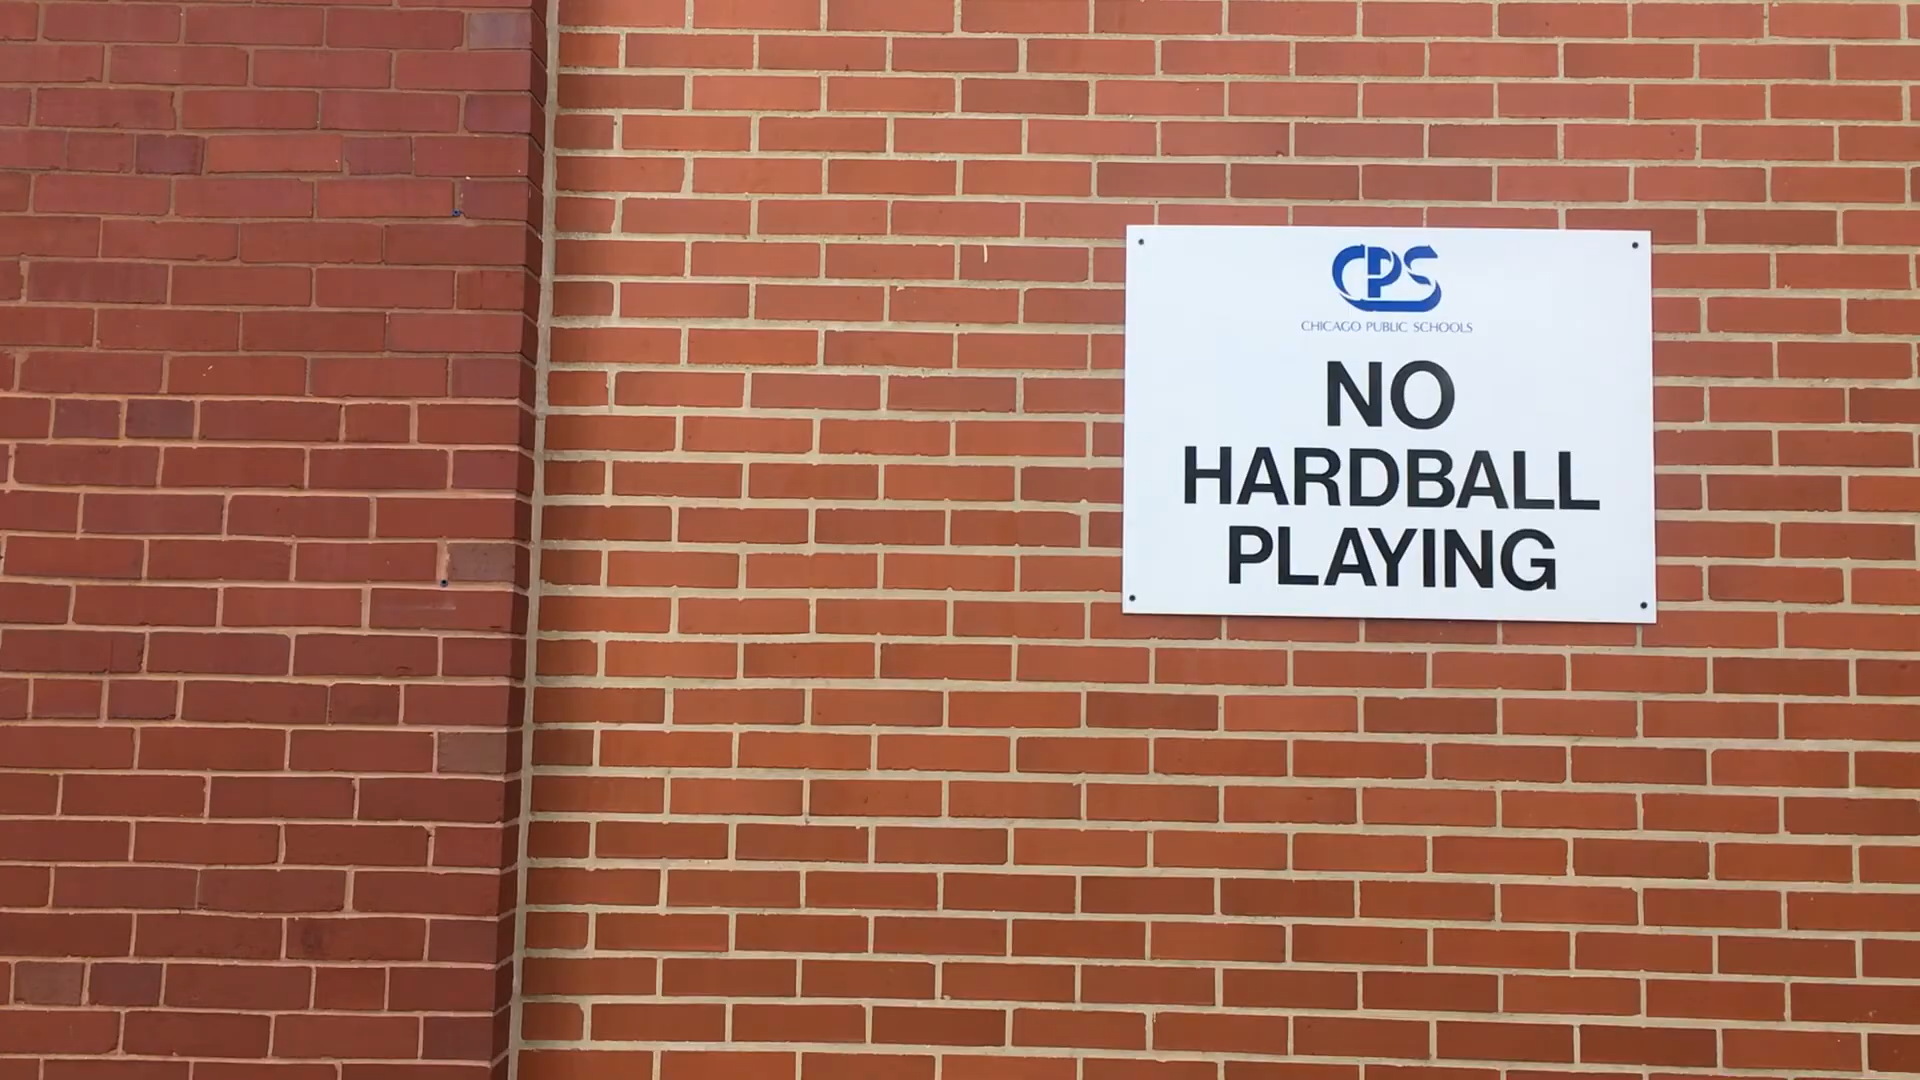 CPS
CHICAGO PUBLIC SCHOOLS
NO
HARDBALL
PLAYING